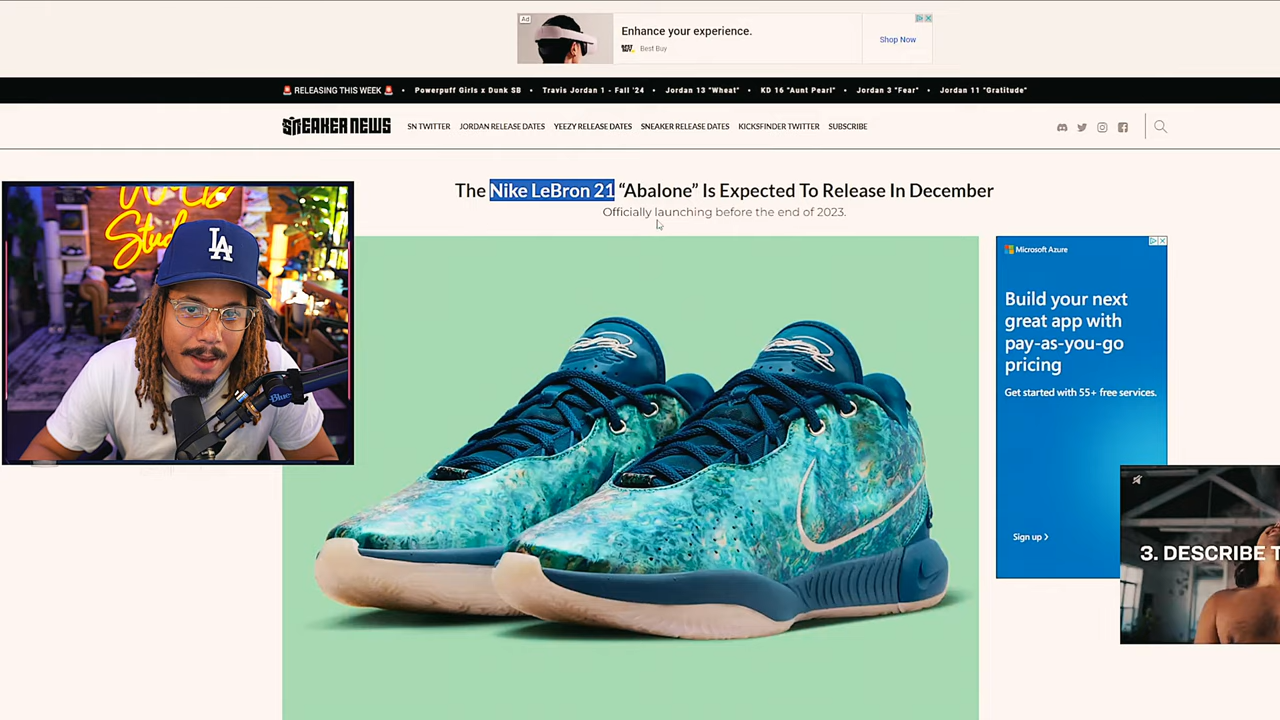 Ad
Enhance your experience.
Best Buy
Shop Now
🚨 RELEASING THIS WEEK 🚨 • Powerpuff Girls x Dunk SB • Travis Jordan 1 - Fall '24 • Jordan 13 "Wheat" • KD 16 "Aunt Pearl" • Jordan 3 "Fear" • Jordan 11 "Gratitude"
SNEAKER NEWS
SN TWITTER JORDAN RELEASE DATES YEEZY RELEASE DATES SNEAKER RELEASE DATES KICKSFINDER TWITTER SUBSCRIBE
The Nike LeBron 21 “Abalone” Is Expected To Release In December
Officially launching before the end of 2023.
LA
Blue
Microsoft Azure
Build your next
great app with
pay-as-you-go
pricing
Get started with 55+ free services.
Sign up >
3. DESCRIBE T